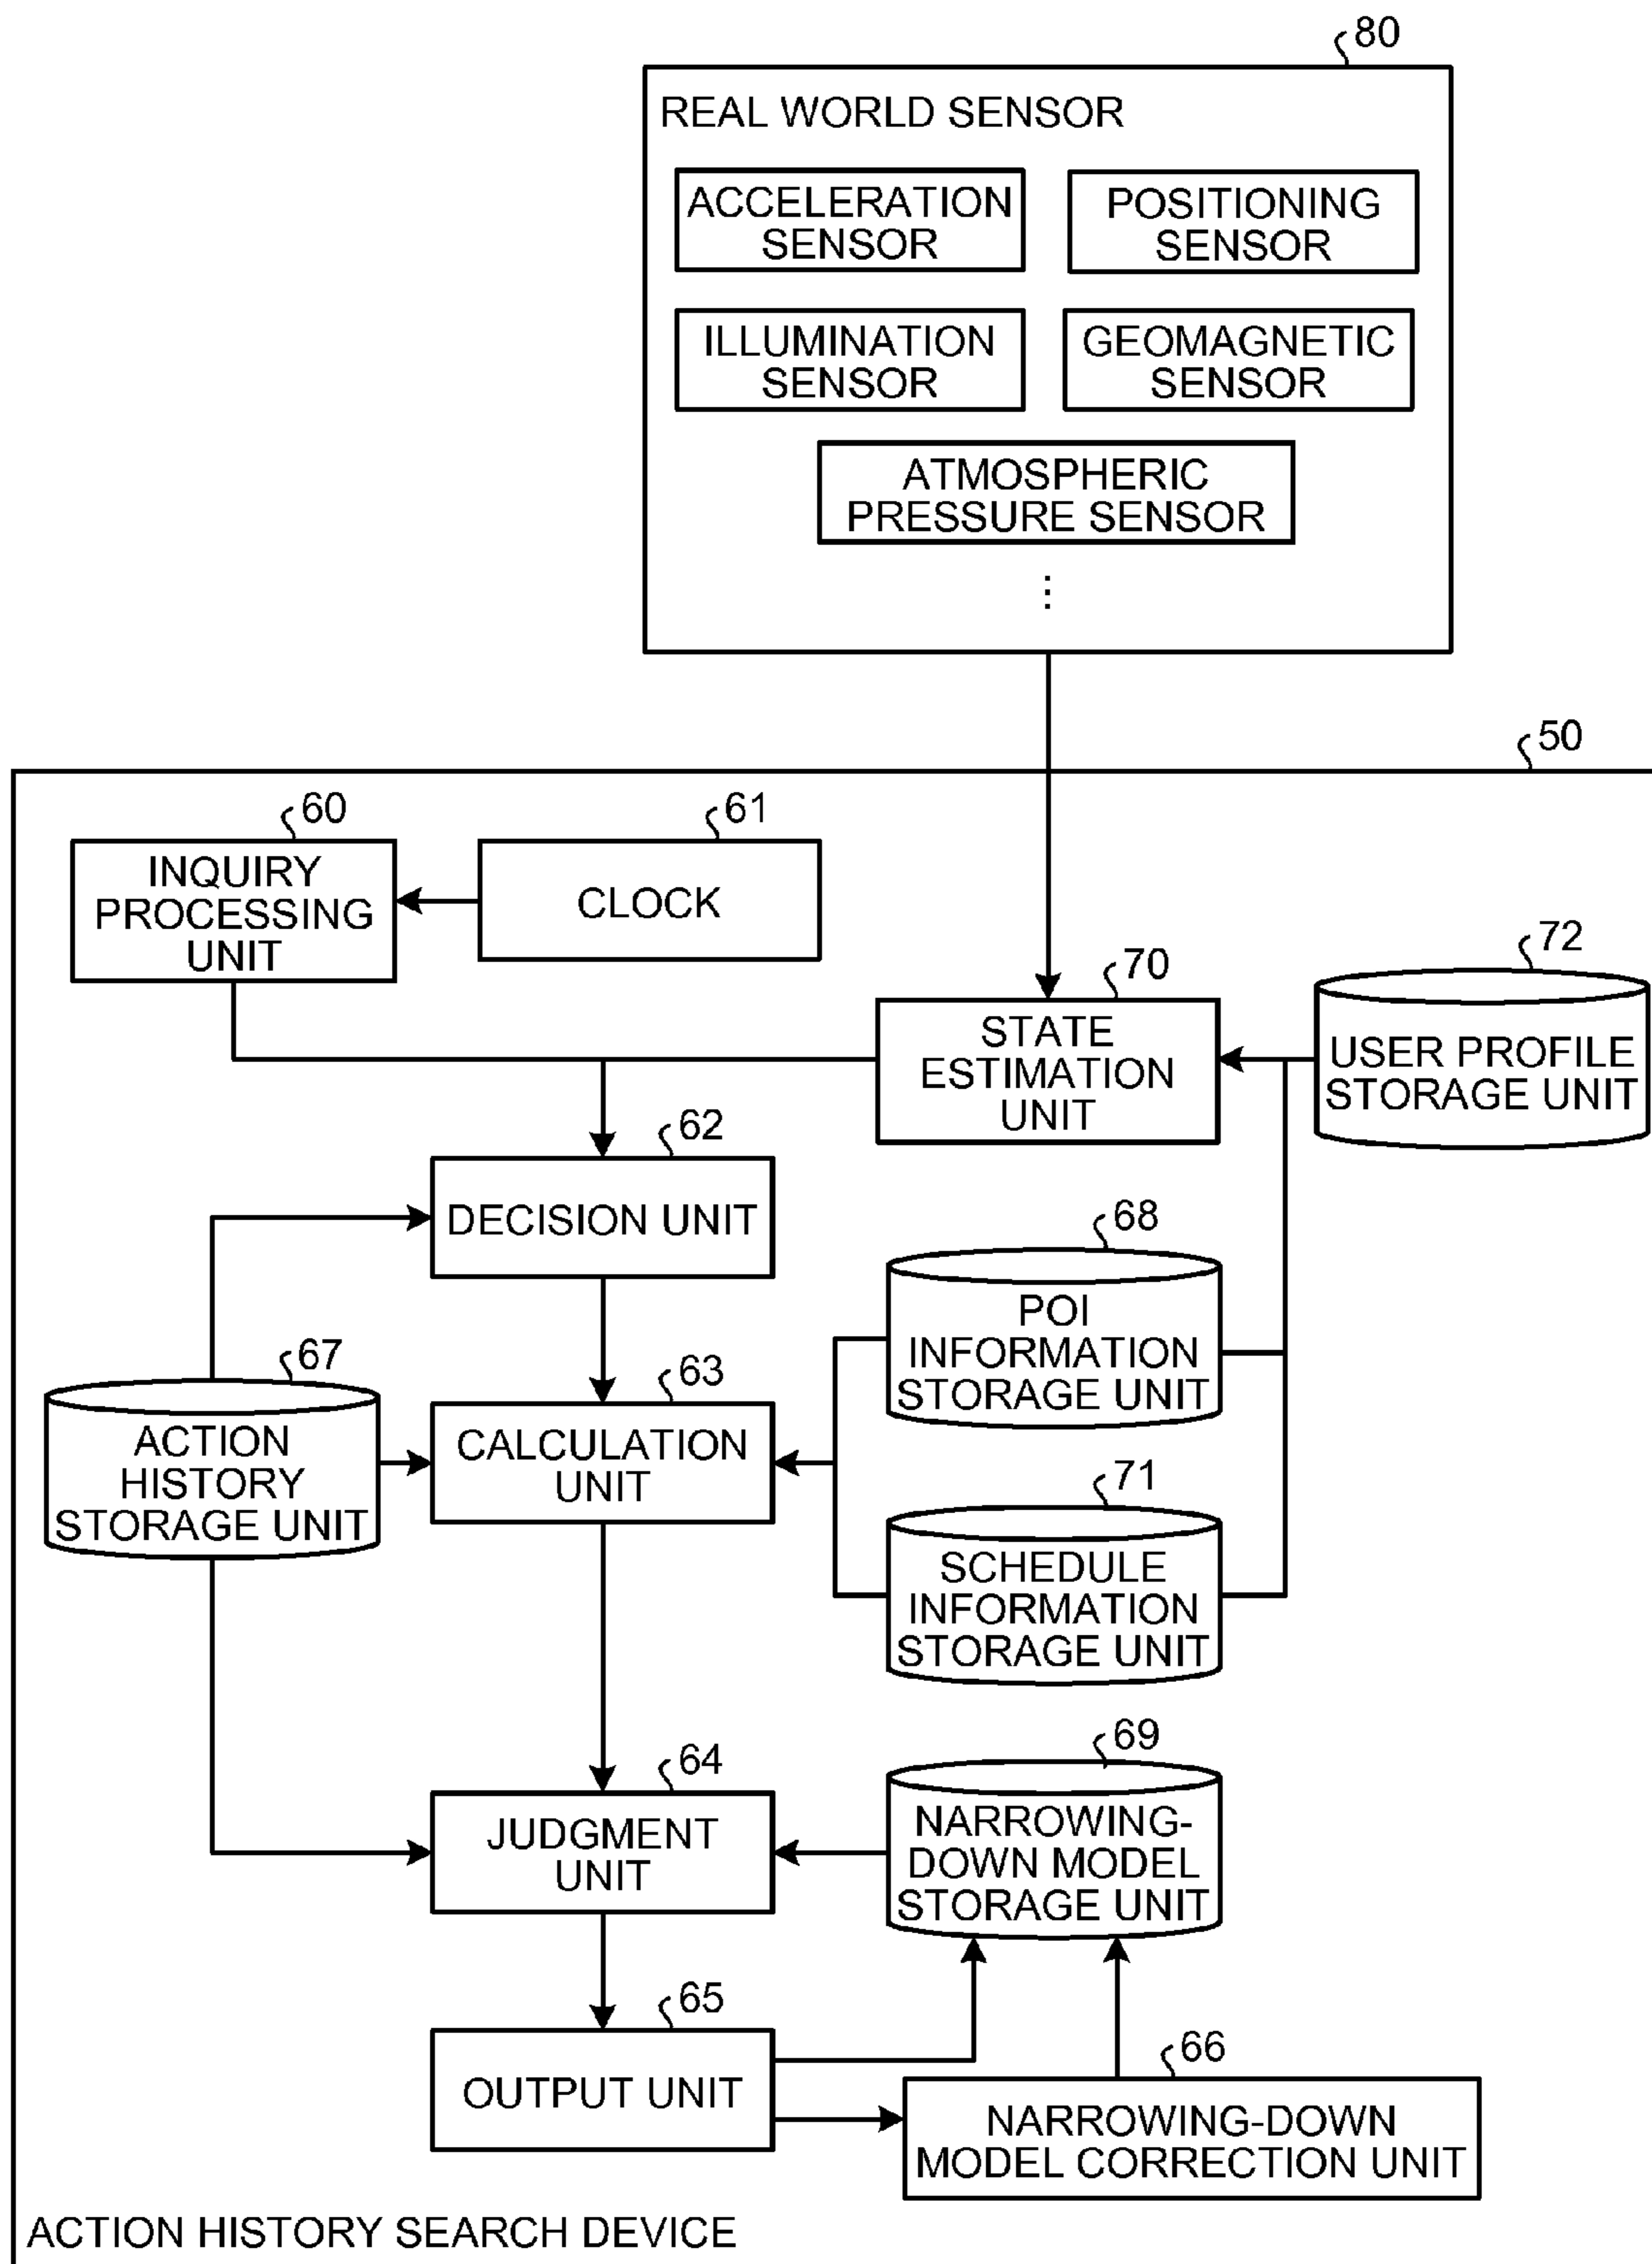 80
REAL WORLD SENSOR
ACCELERATION
SENSOR
POSITIONING
SENSOR
ILLUMINATION
SENSOR
GEOMAGNETIC
SENSOR
ATMOSPHERIC
PRESSURE SENSOR
⋮
50
60
INQUIRY
PROCESSING
UNIT
61
CLOCK
70
STATE
ESTIMATION
UNIT
72
USER PROFILE
STORAGE UNIT
62
DECISION UNIT
68
POI
INFORMATION
STORAGE UNIT
67
ACTION
HISTORY
STORAGE UNIT
63
CALCULATION
UNIT
71
SCHEDULE
INFORMATION
STORAGE UNIT
64
JUDGMENT
UNIT
69
NARROWING-
DOWN MODEL
STORAGE UNIT
65
OUTPUT UNIT
66
NARROWING-DOWN
MODEL CORRECTION UNIT
ACTION HISTORY SEARCH DEVICE